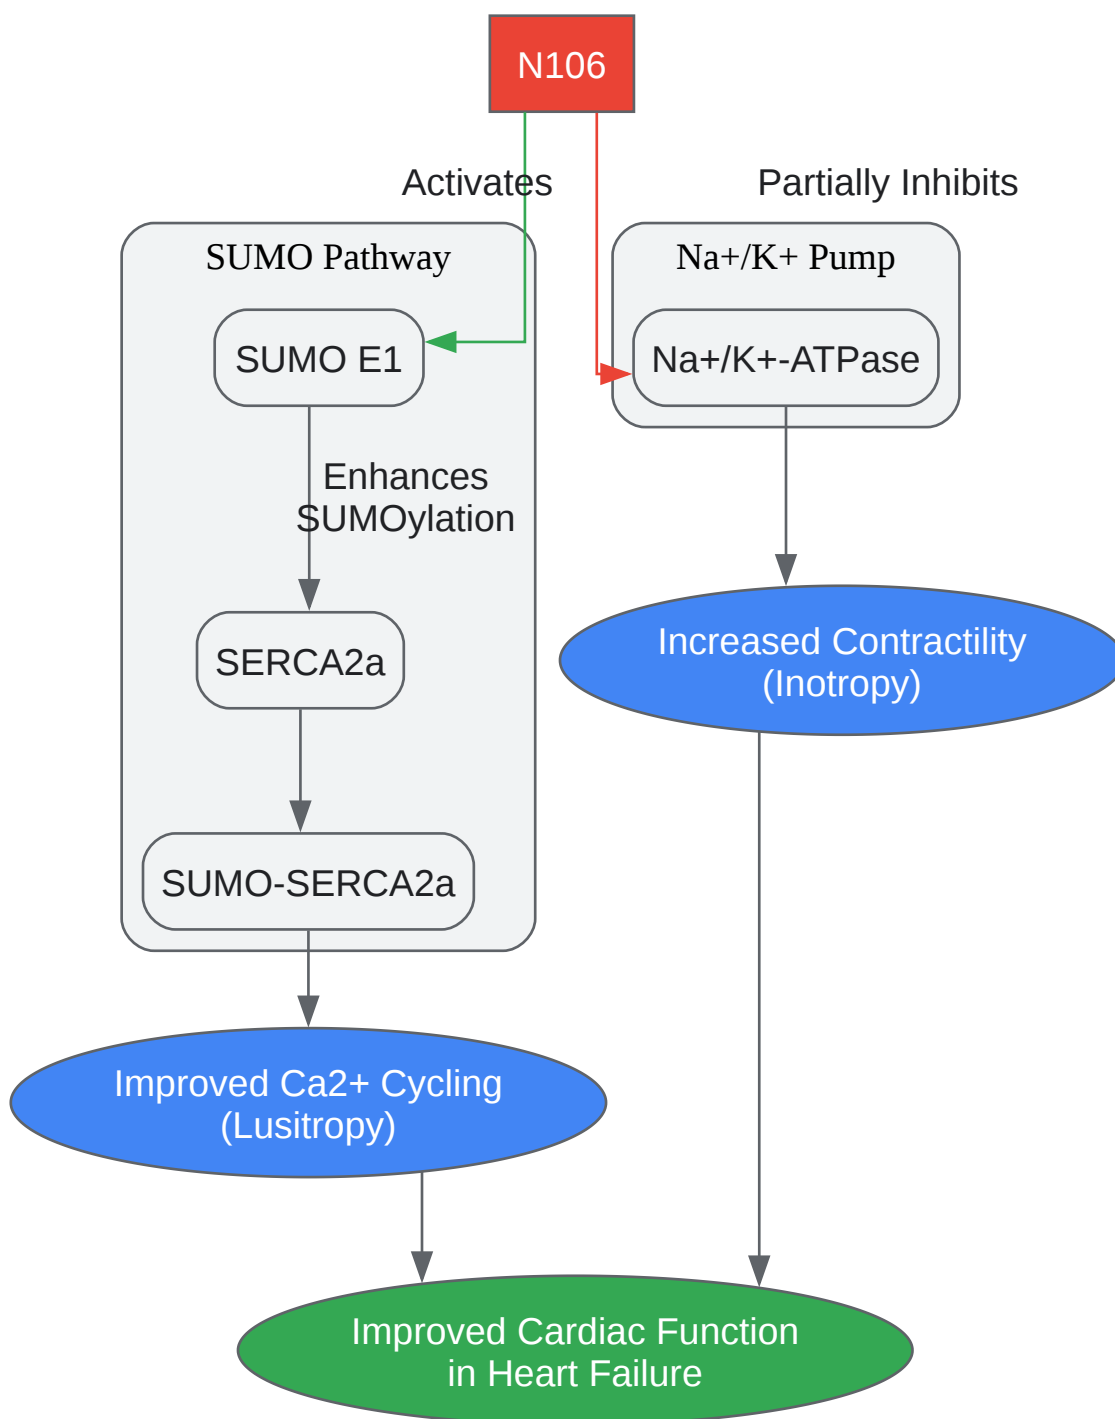 N106
Activates
Partially Inhibits
SUMO Pathway
Na+/K+ Pump
SUMO E1
Na+/K+-ATPase
Enhances
SUMOylation
SERCA2a
Increased Contractility
(Inotropy)
SUMO-SERCA2a
Improved Ca2+ Cycling
(Lusitropy)
Improved Cardiac Function
in Heart Failure